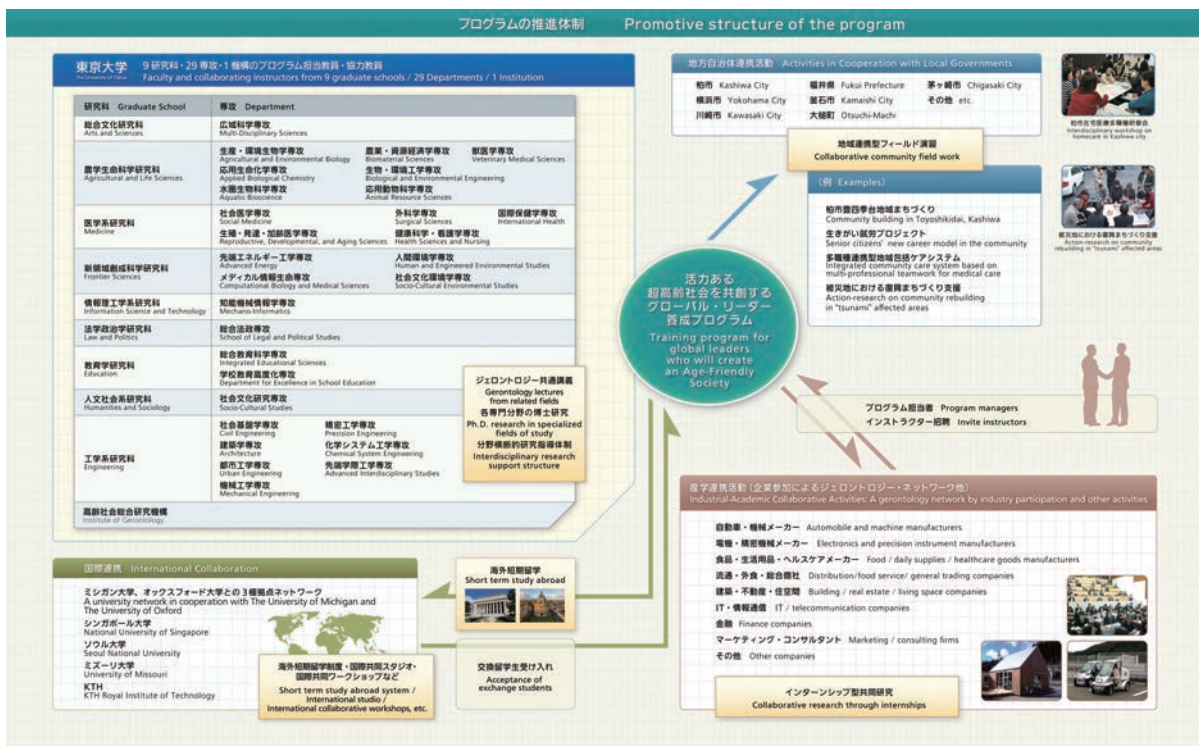 プログラムの推進体制 Promotive structure of the program
東京大学 9研究科・29専攻・1機構のプログラム担当教員・協力教員
The University of Tokyo Faculty and collaborating instructors from 9 graduate schools / 29 Departments / 1 Institution
研究科 Graduate School 専攻 Department
総合文化研究科
Arts and Sciences
広域科学専攻
Multi-Disciplinary Sciences
農学生命科学研究科
Agricultural and Life Sciences
生産・環境生物学専攻 農業・資源経済学専攻 獣医学専攻
Agricultural and Environmental Biology Biomaterial Sciences Veterinary Medical Sciences
応用生命化学専攻 生物・環境工学専攻
Applied Biological Chemistry Biological and Environmental Engineering
水圏生物科学専攻 応用動物科学専攻
Aquatic Bioscience Animal Resource Sciences
医学系研究科
Medicine
社会医学専攻 外科学専攻 国際保健学専攻
Social Medicine Surgical Sciences International Health
生殖・発達・加齢医学専攻 健康科学・看護学専攻
Reproductive, Developmental, and Aging Sciences Health Sciences and Nursing
新領域創成科学研究科
Frontier Sciences
先端エネルギー工学専攻 人間環境学専攻
Advanced Energy Human and Engineered Environmental Studies
メディカル情報生命専攻 社会文化環境学専攻
Computational Biology and Medical Sciences Socio-Cultural Environmental Studies
情報理工学系研究科
Information Science and Technology
知能機械情報学専攻
Mechano-Informatics
法学政治学研究科
Law and Politics
総合法政専攻
School of Legal and Political Studies
教育学研究科
Education
総合教育科学専攻
Integrated Educational Sciences
学校教育高度化専攻
Department for Excellence in School Education
人文社会系研究科
Humanities and Sociology
社会文化研究専攻
Socio-Cultural Studies
工学系研究科
Engineering
社会基盤学専攻 精密工学専攻
Civil Engineering Precision Engineering
建築学専攻 化学システム工学専攻
Architecture Chemical System Engineering
都市工学専攻 先端学際工学専攻
Urban Engineering Advanced Interdisciplinary Studies
機械工学専攻
Mechanical Engineering
高齢社会総合研究機構
Institute of Gerontology
ジェロントロジー共通講義
Gerontology lectures
from related fields
各専門分野の博士研究
Ph.D. research in specialized
fields of study
分野横断的研究指導体制
Interdisciplinary research
support structure
地方自治体連携活動 Activities in Cooperation with Local Governments
柏市 Kashiwa City 福井県 Fukui Prefecture 茅ヶ崎市 Chigasaki City
横浜市 Yokohama City 釜石市 Kamaishi City その他 etc.
川崎市 Kawasaki City 大槌町 Otsuchi-Machi
地域連携型フィールド演習
Collaborative community field work
柏市在宅医療多職種研修会
Interdisciplinary workshop on
homecare in Kashiwa city
(例 Examples)
柏市豊四季台地域まちづくり
Community building in Toyoshikidai, Kashiwa
生きがい就労プロジェクト
Senior citizens' new career model in the community
多職種連携型地域包括ケアシステム
Integrated community care system based on
multi-professional teamwork for medical care
被災地における復興まちづくり支援
Action-research on community rebuilding
in "tsunami" affected areas
被災地における復興まちづくり支援
Action-research on community
rebuilding in "tsunami" affected areas
活力ある
超高齢社会を共創する
グローバル・リーダー
養成プログラム
Training program for
global leaders
who will create
an Age-Friendly
Society
プログラム担当者 Program managers
インストラクター招聘 Invite instructors
産学連携活動(企業参加によるジェロントロジー・ネットワーク他)
Industrial-Academic Collaborative Activities: A gerontology network by industry participation and other activities
自動車・機械メーカー Automobile and machine manufacturers
電機・精密機械メーカー Electronics and precision instrument manufacturers
食品・生活用品・ヘルスケアメーカー Food / daily supplies / healthcare goods manufacturers
流通・外食・総合商社 Distribution/food service/ general trading companies
建築・不動産・住空間 Building / real estate / living space companies
IT・情報通信 IT / telecommunication companies
金融 Finance companies
マーケティング・コンサルタント Marketing / consulting firms
その他 Other companies
インターンシップ型共同研究
Collaborative research through internships
国際連携 International Collaboration
ミシガン大学、オックスフォード大学との3極拠点ネットワーク
A university network in cooperation with The University of Michigan and
The University of Oxford
シンガポール大学
National University of Singapore
ソウル大学
Seoul National University
ミズーリ大学
University of Missouri
KTH
KTH Royal Institute of Technology
海外短期留学制度・国際共同スタジオ・
国際共同ワークショップなど
Short term study abroad system /
International studio /
International collaborative workshops, etc.
海外短期留学
Short term study abroad
交換留学生受け入れ
Acceptance of
exchange students